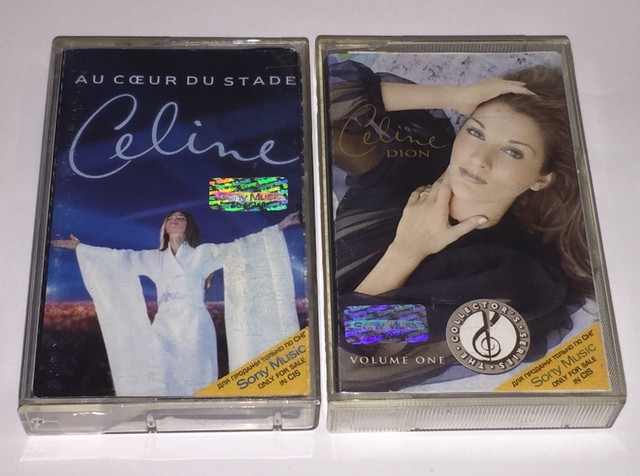 AU CŒUR DU STADE
Celine
Sony Music
ДЛЯ ПРОДАЖИ ТОЛЬКО ПО СНГ
Sony Music
ONLY FOR SALE
IN CIS
Celine
DION
Sony Music
VOLUME ONE
THE COLLECTOR'S SERIES
ДЛЯ ПРОДАЖИ ТОЛЬКО ПО СНГ
Sony Music
ONLY FOR SALE
IN CIS